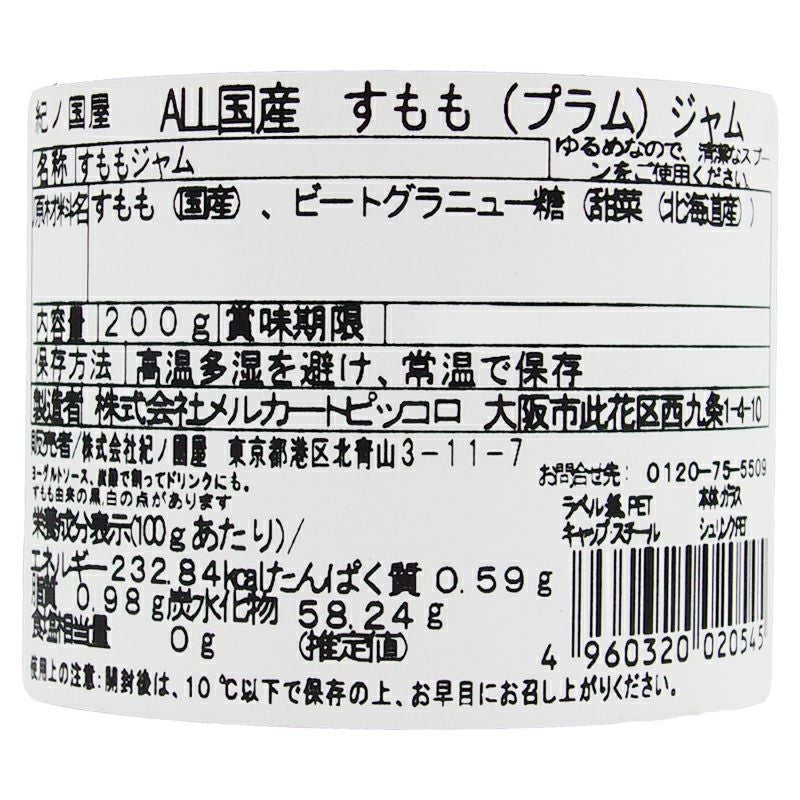 紀ノ国屋 ALL国産 すもも（プラム）ジャム
名称 すももジャム
ゆるめなので、清潔なスプー
ンをご使用ください。
原材料名 すもも（国産）、ビートグラニュー糖（甜菜（北海道産））
内容量 200g 賞味期限
保存方法 高温多湿を避け、常温で保存
製造者 株式会社メルカートピッコロ 大阪市此花区西九条1-4-10
販売者/株式会社紀ノ國屋 東京都港区北青山3-11-7
ヨーグルトソース、炭酸で割ってドリンクにも。
すもも由来の黒,白の点があります
お問合せ先： 0120-75-5509
ラベル:紙,PET 本体:ガラス
キャップ:スチール シュリンク:PET
栄養成分表示(100gあたり)/
エネルギー232.84kcalたんぱく質 0.59g
脂質 0.98g炭水化物 58.24g
食塩相当量 0g (推定値)
4 960320 020545
使用上の注意：開封後は、10℃以下で保存の上、お早目にお召し上がりください。